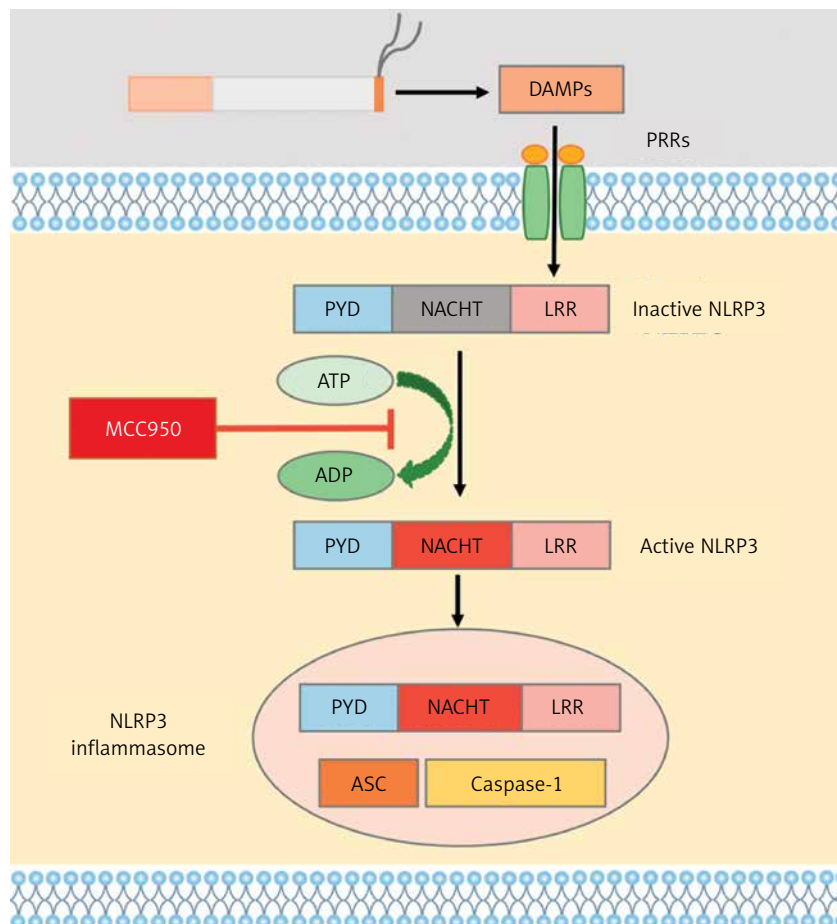 DAMPs
PRRs
PYD NACHT LRR Inactive NLRP3
ATP
MCC950
ADP
PYD NACHT LRR Active NLRP3
PYD NACHT LRR
NLRP3
inflammasome
ASC Caspase-1